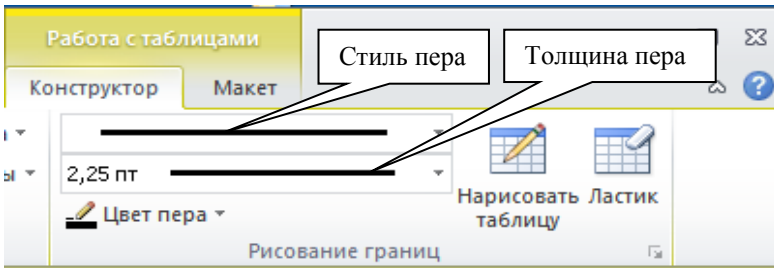 Работа с таблицами
Стиль пера
Толщина пера
Конструктор Макет
ы
2,25 пт
Цвет пера
Нарисовать таблицу
Ластик
Рисование границ